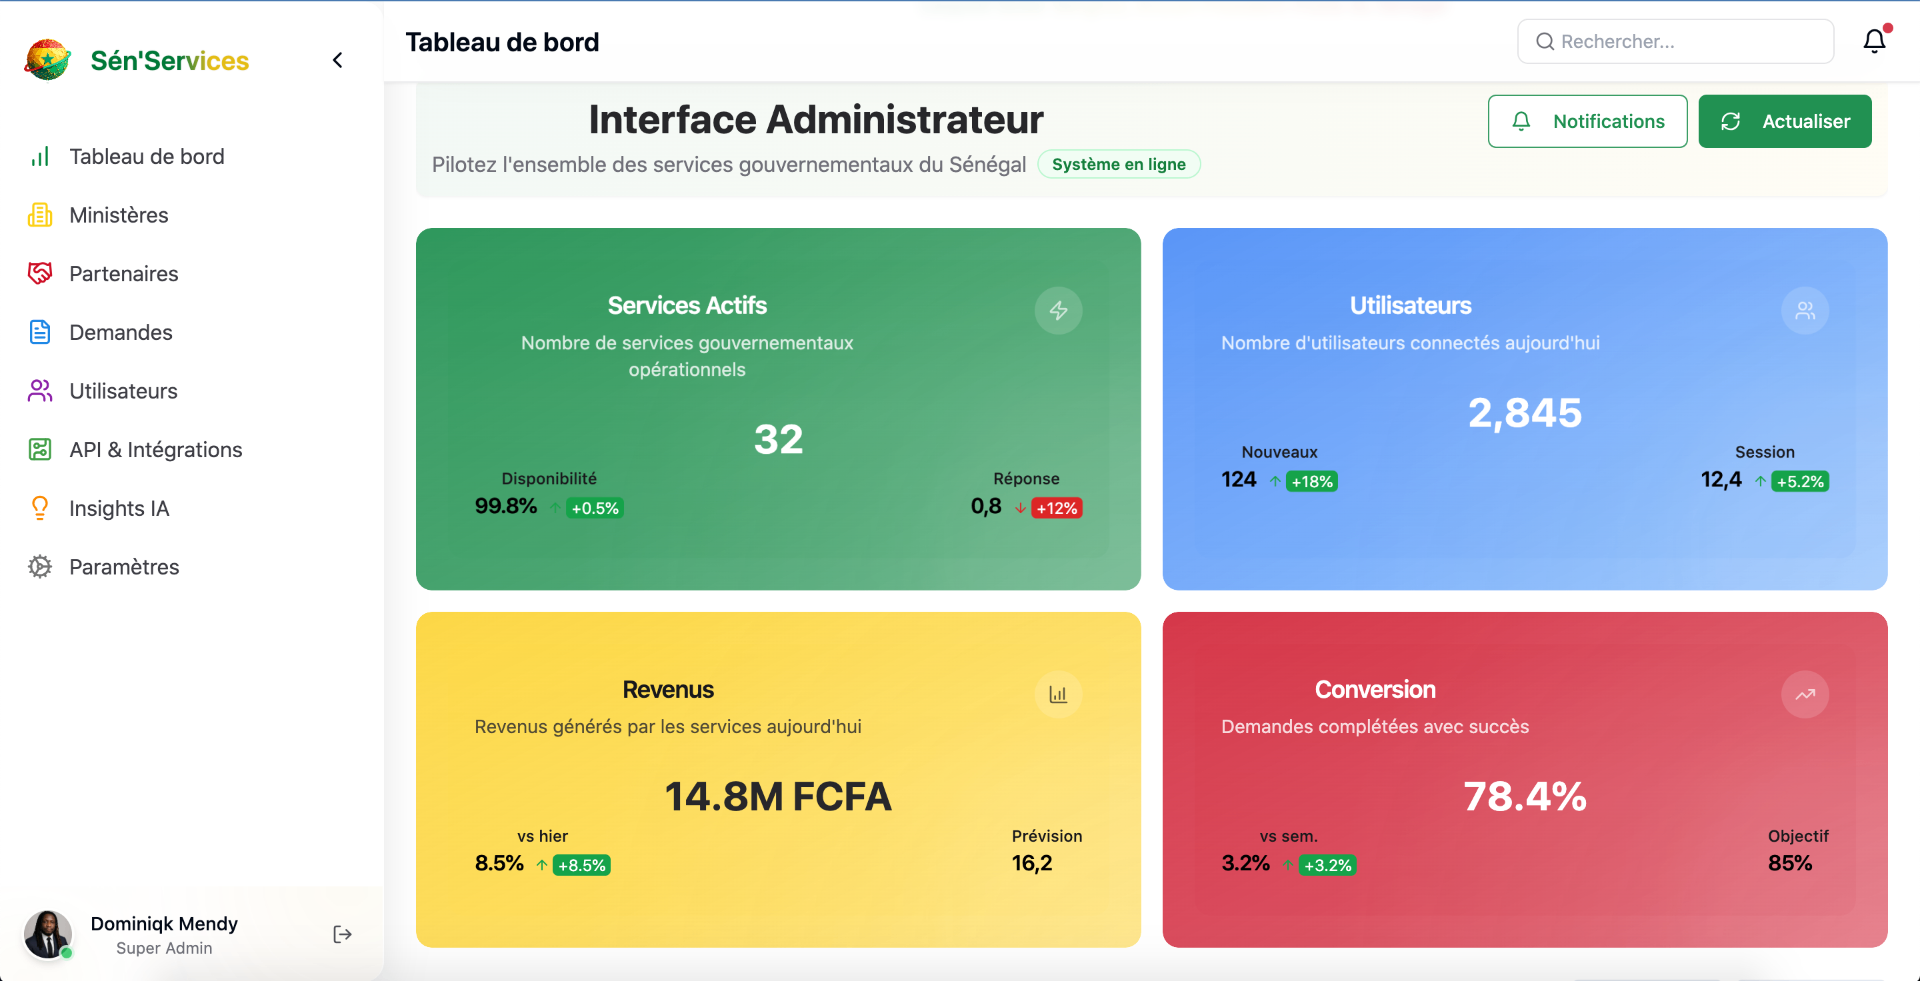 Sén'Services
Tableau de bord
Ministères
Partenaires
Demandes
Utilisateurs
API & Intégrations
Insights IA
Paramètres
Dominiqk Mendy
Super Admin
Tableau de bord
Rechercher...
Interface Administrateur
Pilotez l'ensemble des services gouvernementaux du Sénégal
Système en ligne
Notifications
Actualiser
Services Actifs
Nombre de services gouvernementaux
opérationnels
32
Disponibilité
99.8% +0.5%
Réponse
0,8 +12%
Utilisateurs
Nombre d'utilisateurs connectés aujourd'hui
2,845
Nouveaux
124 +18%
Session
12,4 +5.2%
Revenus
Revenus générés par les services aujourd'hui
14.8M FCFA
vs hier
8.5% +8.5%
Prévision
16,2
Conversion
Demandes complétées avec succès
78.4%
vs sem.
3.2% +3.2%
Objectif
85%